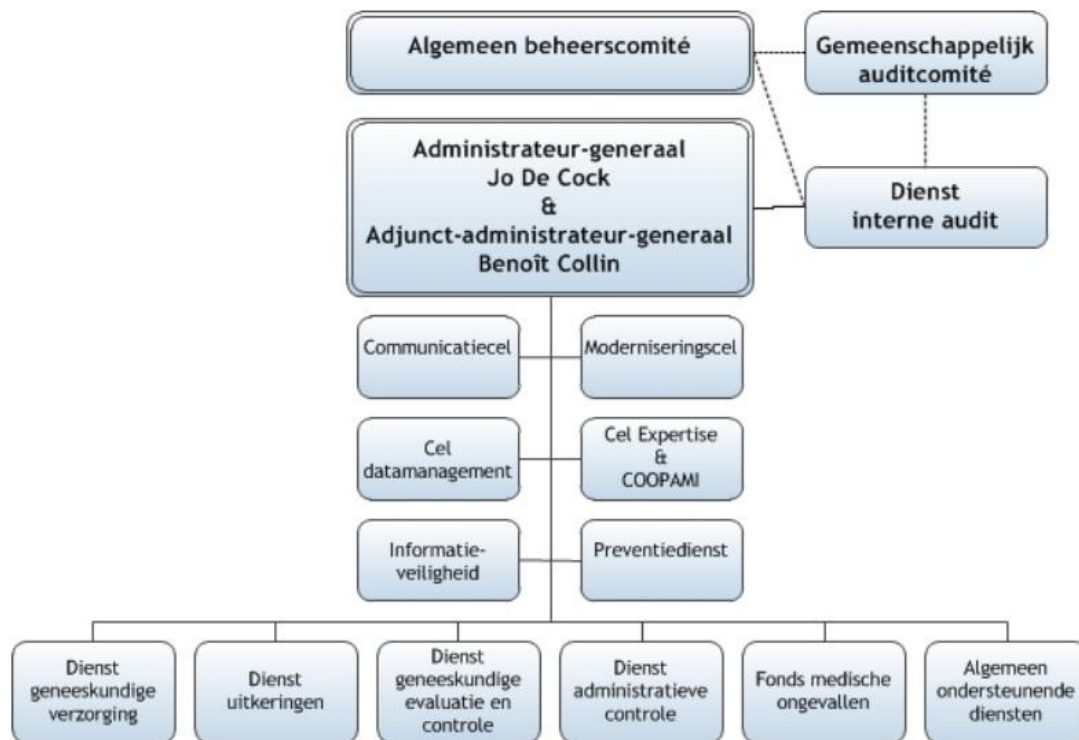 Algemeen beheerscomité
Gemeenschappelijk
auditcomité
Administrateur-generaal
Jo De Cock
&
Adjunct-administrateur-generaal
Benoît Collin
Dienst
interne audit
Communicatiecel
Moderniseringscel
Cel
datamanagement
Cel Expertise
&
COOPAMI
Informatie-
veiligheid
Preventiedienst
Dienst
geneeskundige
verzorging
Dienst
uitkeringen
Dienst
geneeskundige
evaluatie en
controle
Dienst
administratieve
controle
Fonds medische
ongevallen
Algemeen
ondersteunende
diensten